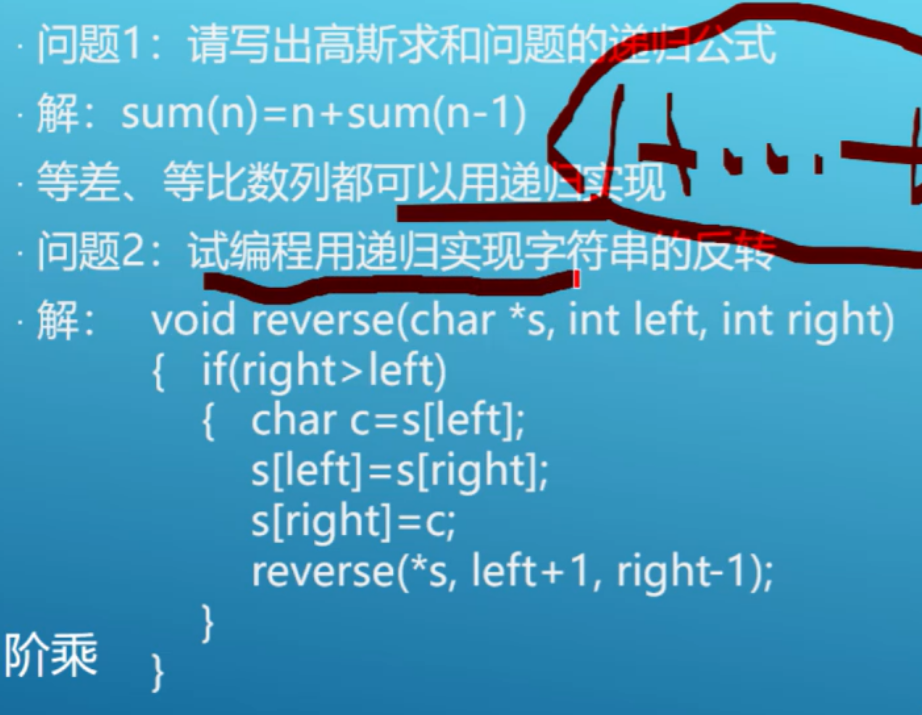 · 问题1：请写出高斯求和问题的递归公式
· 解：sum(n)=n+sum(n-1)
· 等差、等比数列都可以用递归实现
· 问题2：试编程用递归实现字符串的反转
· 解： void reverse(char *s, int left, int right)
{ if(right>left)
{ char c=s[left];
s[left]=s[right];
s[right]=c;
reverse(*s, left+1, right-1);
}
阶乘 }